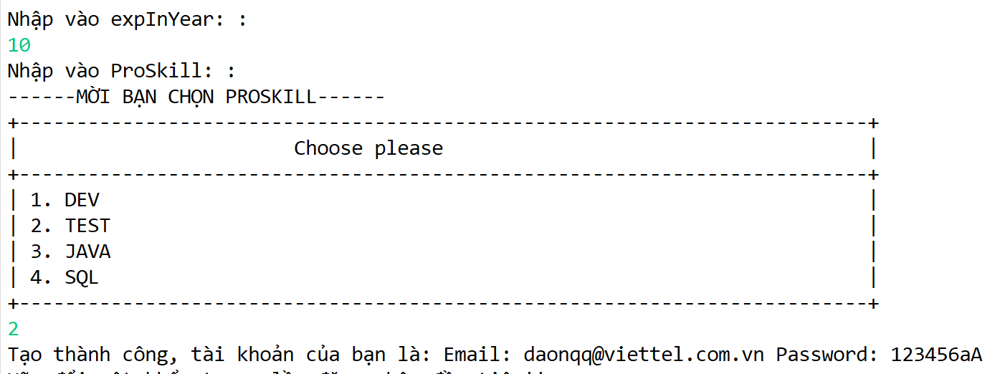 Nhập vào expInYear: :
10
Nhập vào ProSkill: :
------MỜI BẠN CHỌN PROSKILL------
+--------------------------------------------------------------------------+
|                        Choose please                                     |
+--------------------------------------------------------------------------+
| 1. DEV                                                                   |
| 2. TEST                                                                  |
| 3. JAVA                                                                  |
| 4. SQL                                                                   |
+--------------------------------------------------------------------------+
2
Tạo thành công, tài khoản của bạn là: Email: daonqq@viettel.com.vn Password: 123456aA